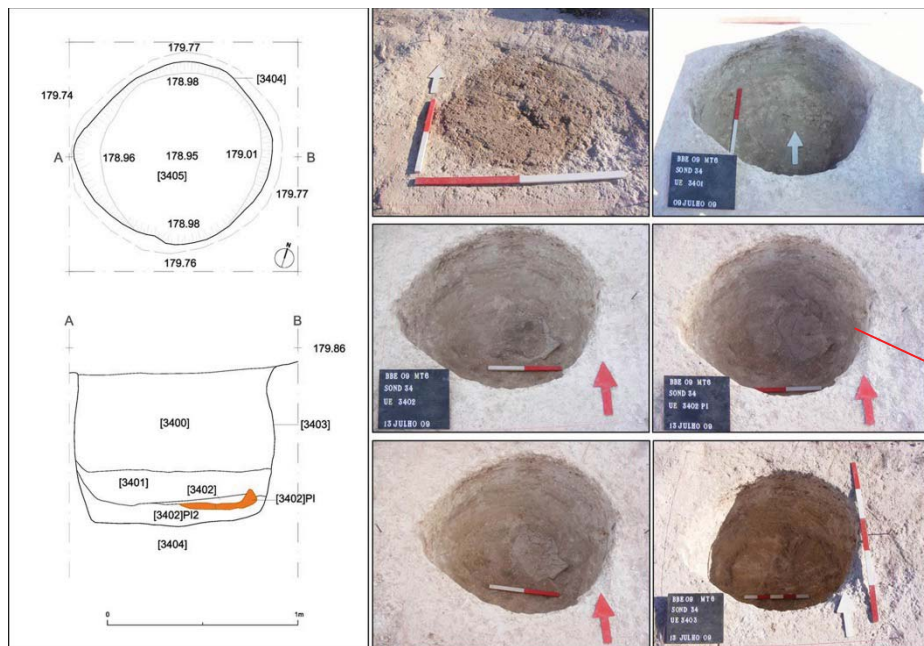 179.77
[3404]
178.98
179.74
A
178.96
178.95
179.01
B
[3405]
179.77
178.98
179.76
N
A
B
179.86
[3400]
[3403]
[3401]
[3402]
[3402]PI
[3402]PI2
[3404]
0
1m
BBE 09 MT6
SOND 34
UE 3401
09 JULHO 09
BBE 09 MT6
SOND 34
UE 3402
13 JULHO 09
BBE 09 MT6
SOND 34
UE 3402 P1
13 JULHO 09
BBE 09 MT6
SOND 34
UE 3403
13 JULHO 09